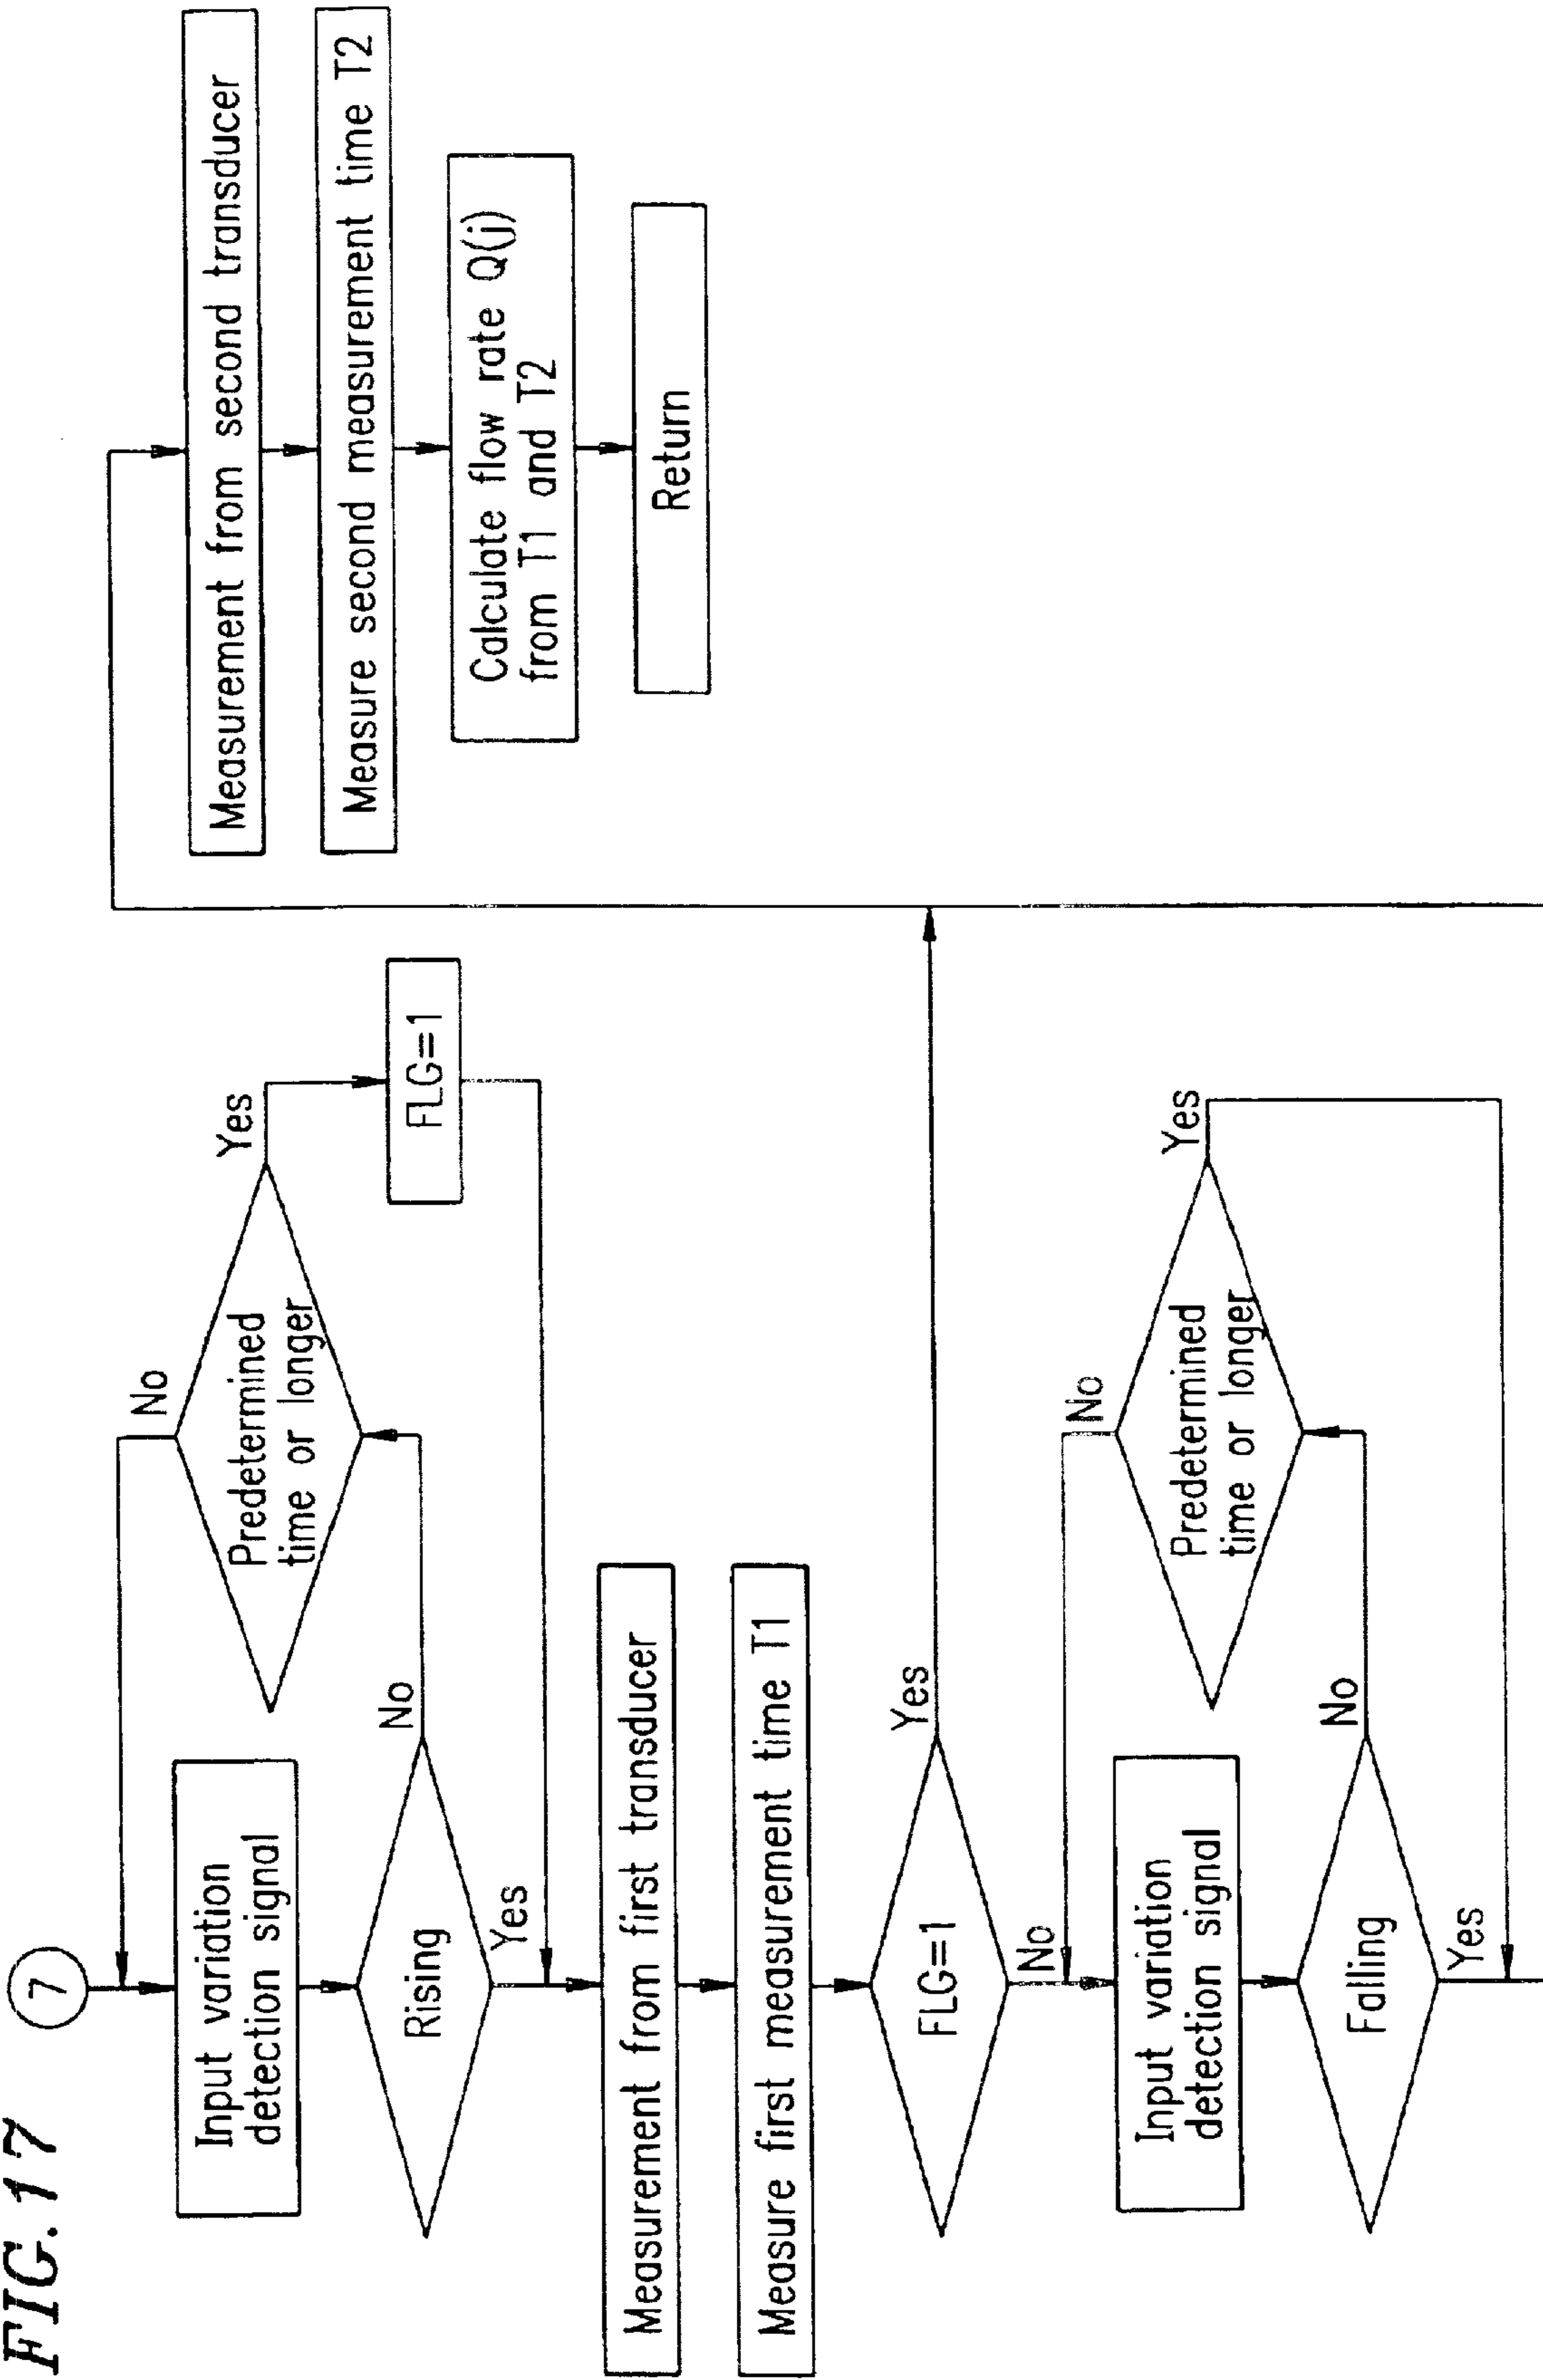 FIG. 17
7
Input variation
detection signal
Rising
No
Yes
Predetermined
time or longer
No
Yes
FLG=1
Measurement from first transducer
Measure first measurement time T1
FLG=1
Yes
No
Input variation
detection signal
Falling
No
Yes
Predetermined
time or longer
No
Yes
Measurement from second transducer
Measure second measurement time T2
Calculate flow rate Q(j)
from T1 and T2
Return